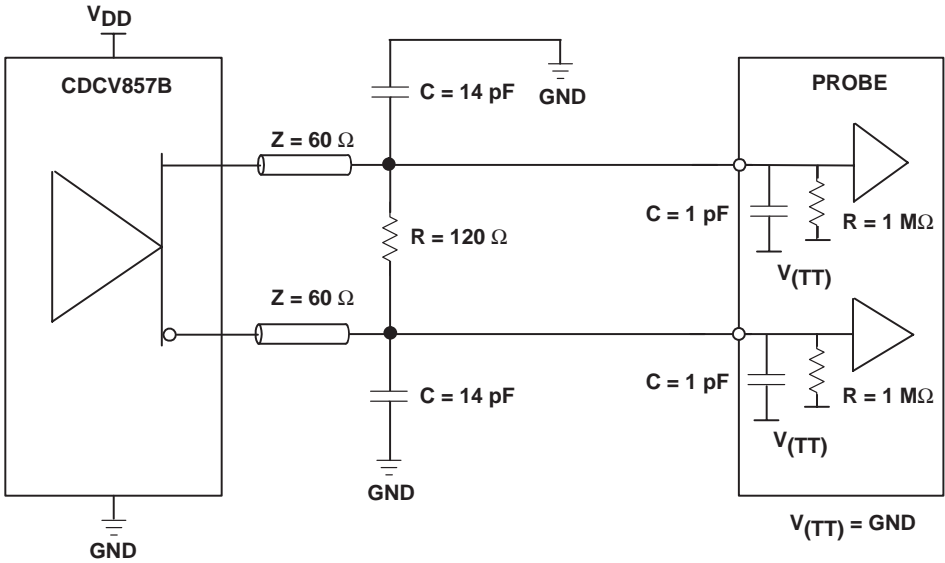 VDD
CDCV857B
C = 14 pF
GND
PROBE
Z = 60 Ω
C = 1 pF
R = 1 MΩ
V(TT)
R = 120 Ω
Z = 60 Ω
C = 1 pF
R = 1 MΩ
V(TT)
C = 14 pF
GND
V(TT) = GND
GND